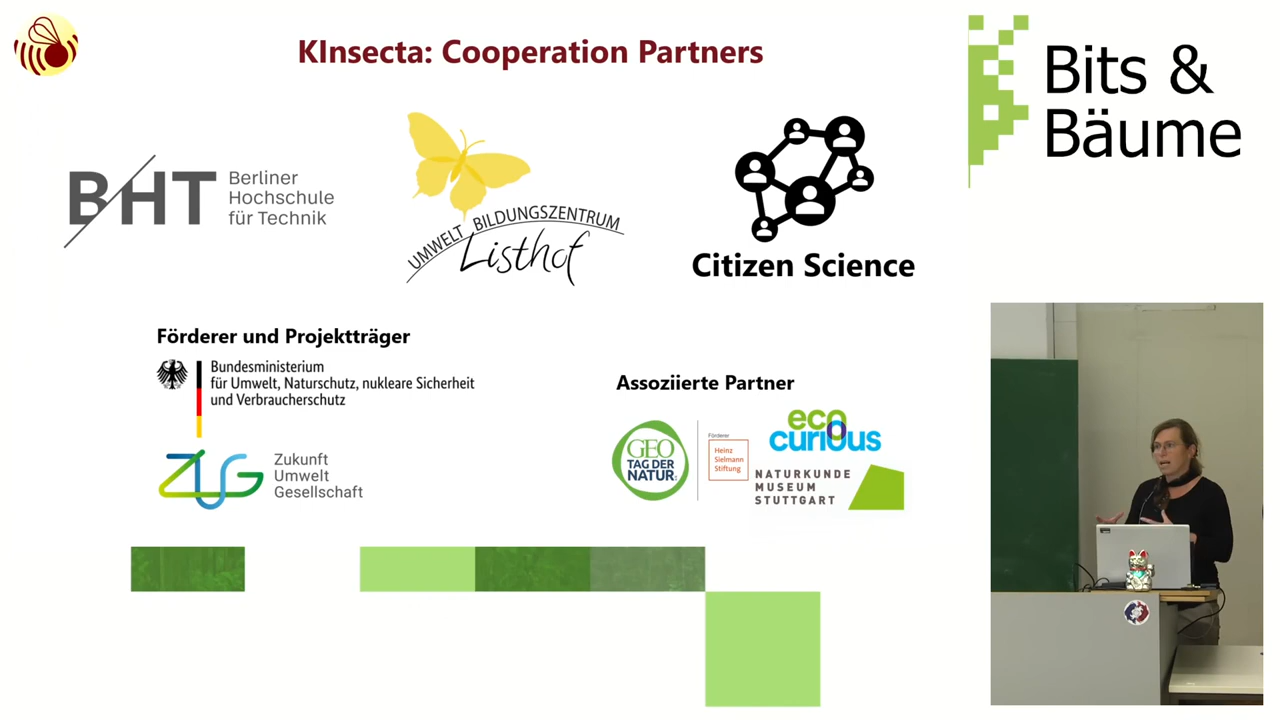 KInsecta: Cooperation Partners
Bits &
Bäume
BHT
Berliner
Hochschule
für Technik
UMWELT BILDUNGSZENTRUM
Listhof
Citizen Science
Förderer und Projektträger
Bundesministerium
für Umwelt, Naturschutz, nukleare Sicherheit
und Verbraucherschutz
ZUG
Zukunft
Umwelt
Gesellschaft
Assoziierte Partner
GEO
TAG DER
NATUR
Förderer
Heinz
Sielmann
Stiftung
eco
curious
NATURKUNDE
MUSEUM
STUTTGART